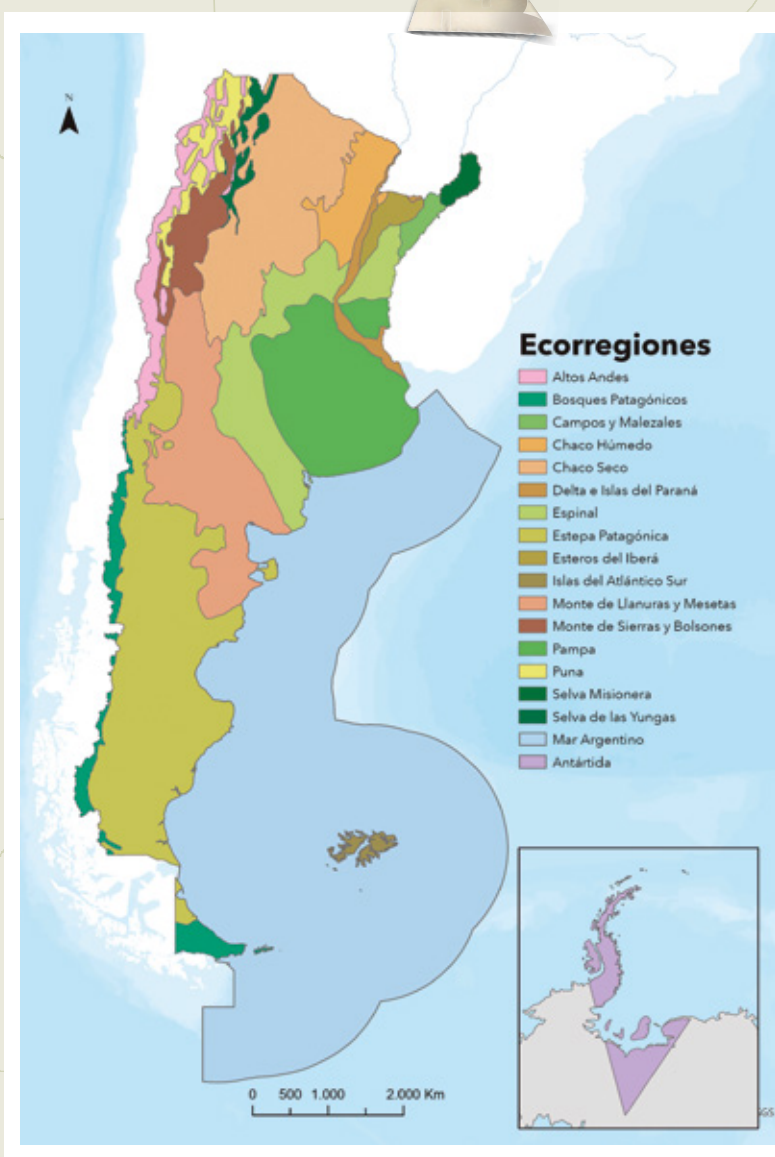 N
Ecorregiones
Altos Andes
Bosques Patagónicos
Campos y Malezales
Chaco Húmedo
Chaco Seco
Delta e Islas del Paraná
Espinal
Estepa Patagónica
Esteros del Iberá
Islas del Atlántico Sur
Monte de Llanuras y Mesetas
Monte de Sierras y Bolsones
Pampa
Puna
Selva Misionera
Selva de las Yungas
Mar Argentino
Antártida
0 500 1.000 2.000 Km